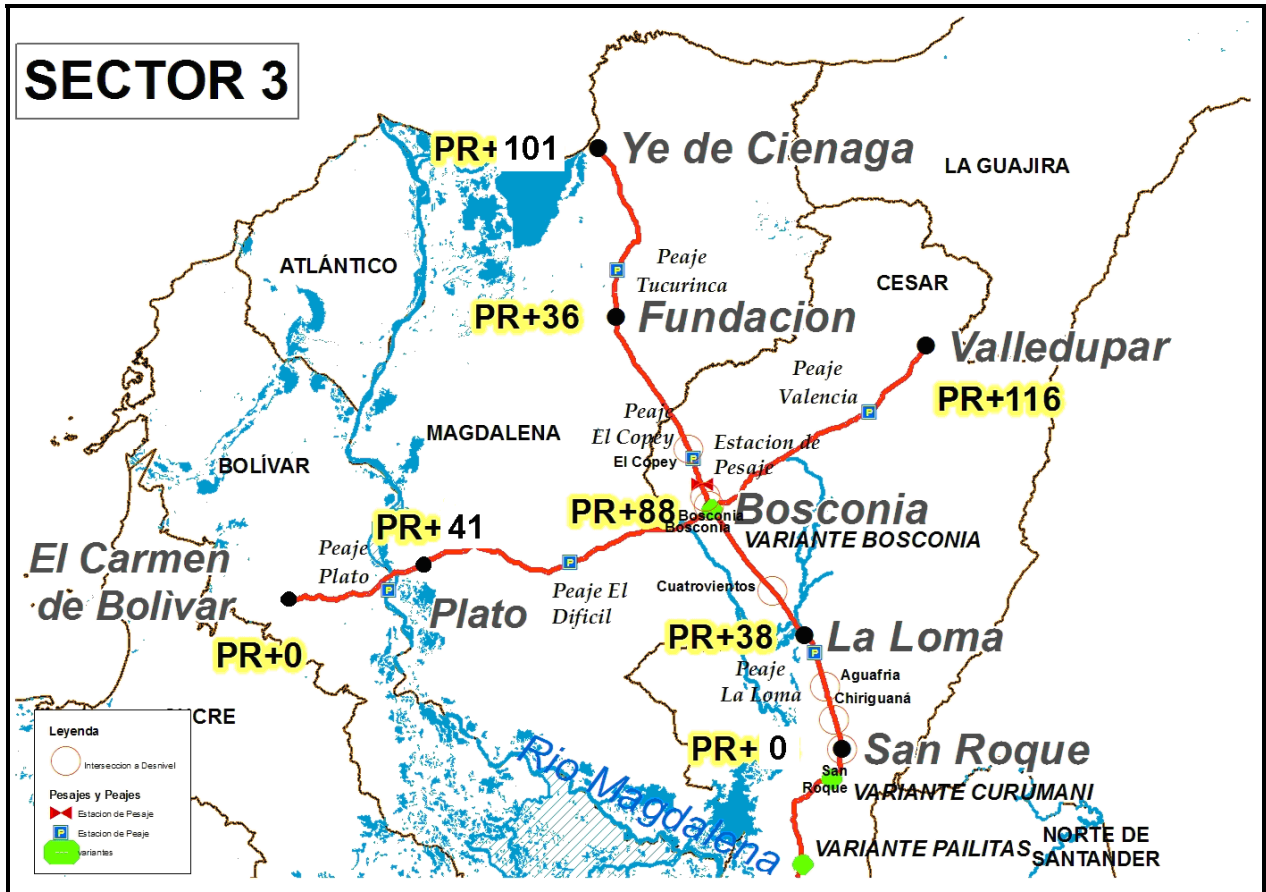 SECTOR 3
PR+ 101
Ye de Cienaga
LA GUAJIRA
ATLÁNTICO
Peaje
Tucurinca
CESAR
PR+36
Fundacion
Valledupar
Peaje
Valencia
PR+116
Peaje
El Copey
MAGDALENA
Estacion de
Pesaje
El Copey
BOLÍVAR
PR+88
Bosconia
Bosconia
Bosconia
VARIANTE BOSCONIA
PR+ 41
El Carmen
de Bolìvar
Peaje
Plato
Plato
Peaje El
Dificil
Cuatrovientos
PR+38
La Loma
PR+0
Peaje
La Loma
Aguafria
Chiriguaná
UCRE
PR+ 0
San Roque
San
Roque
VARIANTE CURUMANI
Rio Magdalena
VARIANTE PAILITAS
NORTE DE
SANTANDER
Leyenda
Interseccion a Desnivel
Pesajes y Peajes
Estacion de Pesaje
Estacion de Peaje
variantes